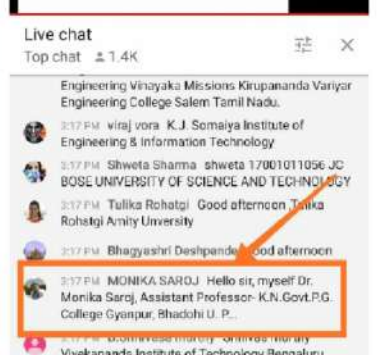 Live chat
Top chat 1.4K
Engineering Vinayaka Missions Kirupananda Variyar
Engineering College Salem Tamil Nadu.
3:17 PM viraj vora K.J. Somaiya Institute of
Engineering & Information Technology
3:17 PM Shweta Sharma shweta 17001011056 JC
BOSE UNIVERSITY OF SCIENCE AND TECHNOLOGY
3:17 PM Tulika Rohatgi Good afternoon
Rohatgi Amity Unversity
3:17 PM Bhagyashri Deshpande Good afternoon
3:17 PM MONIKA SAROJ Hello sir, myself Dr.
Monika Saroj, Assistant Professor- K.N.Govt.P.G.
College Gyanpur, Bhadohi U. P...
3:17 PM
Vivekananda Institute of Technology Bengaluru